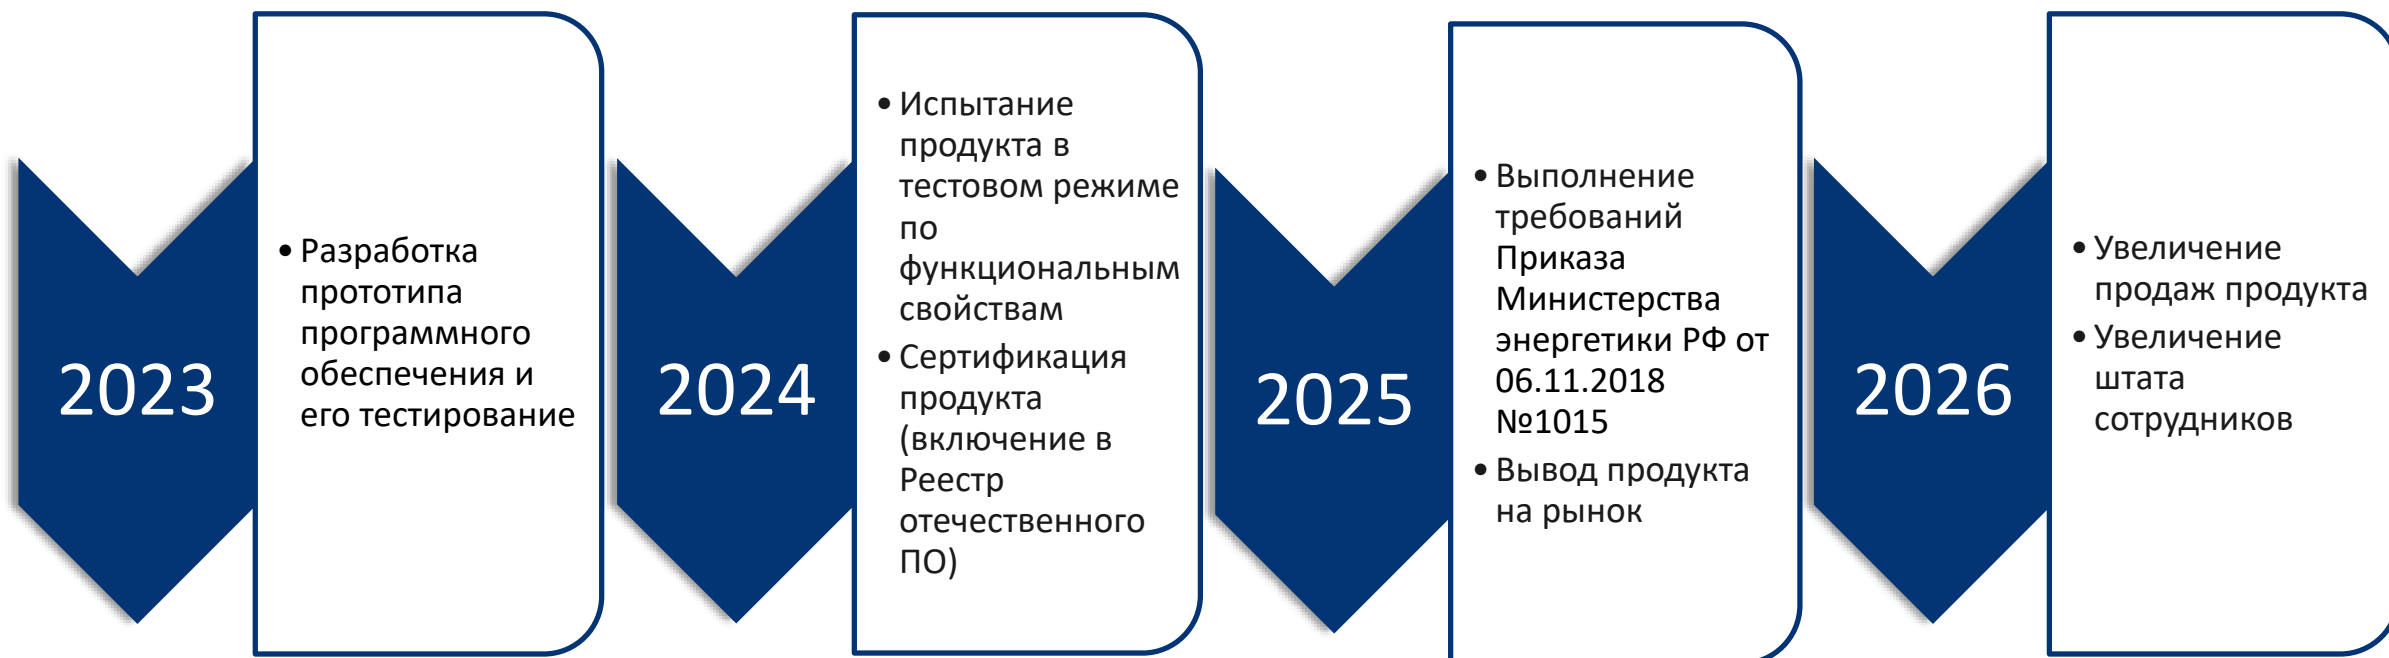 2023
• Разработка
прототипа
программного
обеспечения и
его тестирование
2024
• Испытание
продукта в
тестовом режиме
по
функциональным
свойствам
• Сертификация
продукта
(включение в
Реестр
отечественного
ПО)
2025
• Выполнение
требований
Приказа
Министерства
энергетики РФ от
06.11.2018
№1015
• Вывод продукта
на рынок
2026
• Увеличение
продаж продукта
• Увеличение
штата
сотрудников